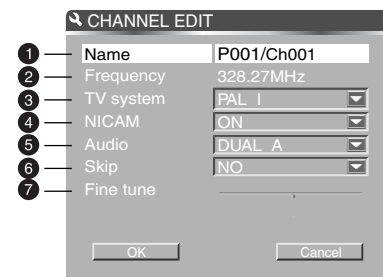 CHANNEL EDIT
1 Name P001/Ch001
2 Frequency 328.27MHz
3 TV system PAL I
4 NICAM ON
5 Audio DUAL A
6 Skip NO
7 Fine tune
OK Cancel